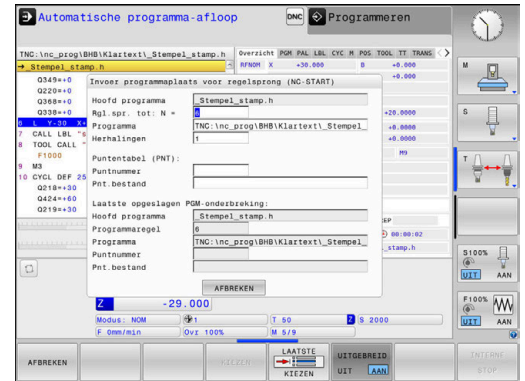 Automatische programma-afloop
DNC
Programmeren
TNC:\nc_prog\BHB\Klartext\_Stempel_stamp.h
→_Stempel_stamp.h
Q349=+0
Q220=+0
Q368=+0
Q338=+0
6 L Y-30 X+
7 CALL LBL "s
8 TOOL CALL "
F1000
9 M3
10 CYCL DEF 25
Q218=+30
Q424=+60
Q219=+30
Overzicht PGM PAL LBL CYC M POS TOOL TT TRANS
RFNOM X +30.000 B +0.000
+0.000
+20.0000
+0.0000
+0.0000
M9
00:00:02
_stamp.h
Invoer programmaplaats voor regelsprong (NC-START)
Hoofd programma _Stempel_stamp.h
Rgl.spr. tot: N = 6
Programma TNC:\nc_prog\BHB\Klartext\_Stempel_
Herhalingen 1
Puntentabel (PNT):
Puntnummer
Pnt.bestand
Laatste opgeslagen PGM-onderbreking:
Hoofd programma _Stempel_stamp.h
Programmaregel 6
Programma TNC:\nc_prog\BHB\Klartext\_Stempel_
Herhalingen 1
Puntnummer
Pnt.bestand
AFBREKEN
Z -29.000
Modus: NOM 1 T 50 Z S 2000
F 0mm/min Ovr 100% M 5/9
M
S
T
S100%
UIT AAN
F100%
UIT AAN
AFBREKEN
KIEZEN
LAATSTE
KIEZEN
UITGEBREID
UIT AAN
INTERNE
STOP